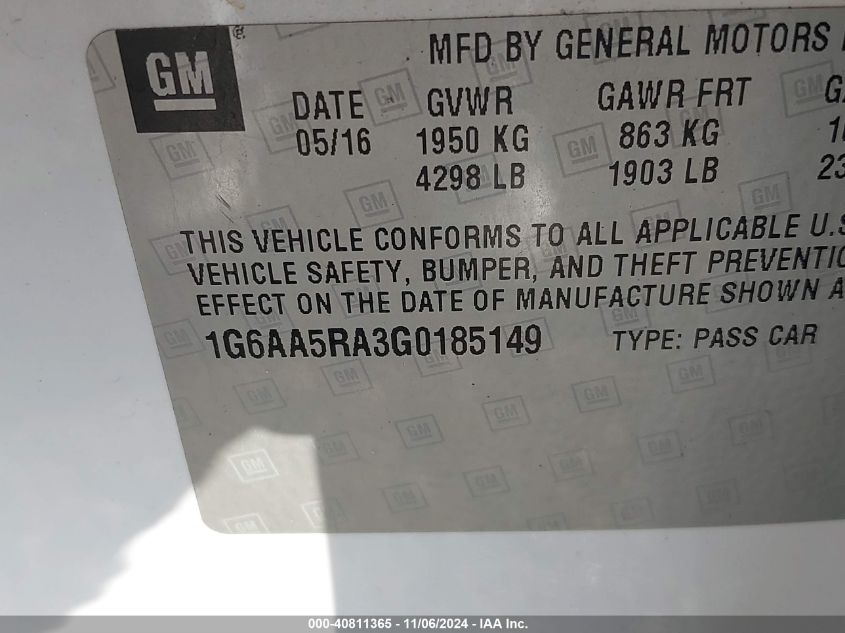 GM
MFD BY GENERAL MOTORS
DATE GVWR GAWR FRT
05/16 1950 KG 863 KG
4298 LB 1903 LB 23
THIS VEHICLE CONFORMS TO ALL APPLICABLE U.S
VEHICLE SAFETY, BUMPER, AND THEFT PREVENTIO
EFFECT ON THE DATE OF MANUFACTURE SHOWN A
1G6AA5RA3G0185149 TYPE: PASS CAR
000-40811365 - 11/06/2024 - IAA Inc.